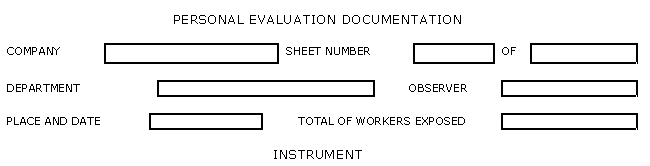 PERSONAL EVALUATION DOCUMENTATION
COMPANY SHEET NUMBER OF
DEPARTMENT OBSERVER
PLACE AND DATE TOTAL OF WORKERS EXPOSED
INSTRUMENT